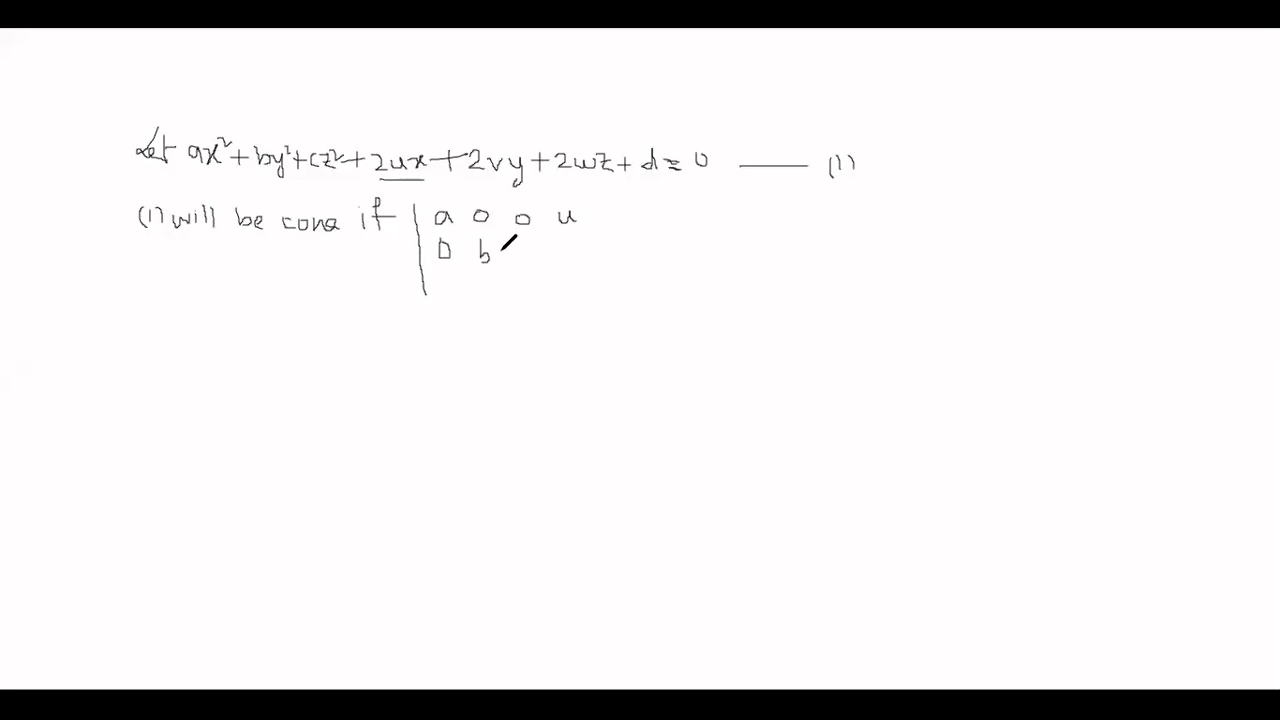 Let ax²+by²+cz²+2ux+2vy+2wz+d=0 —— (1)
(1) will be cone if | a 0 0 u
0 b